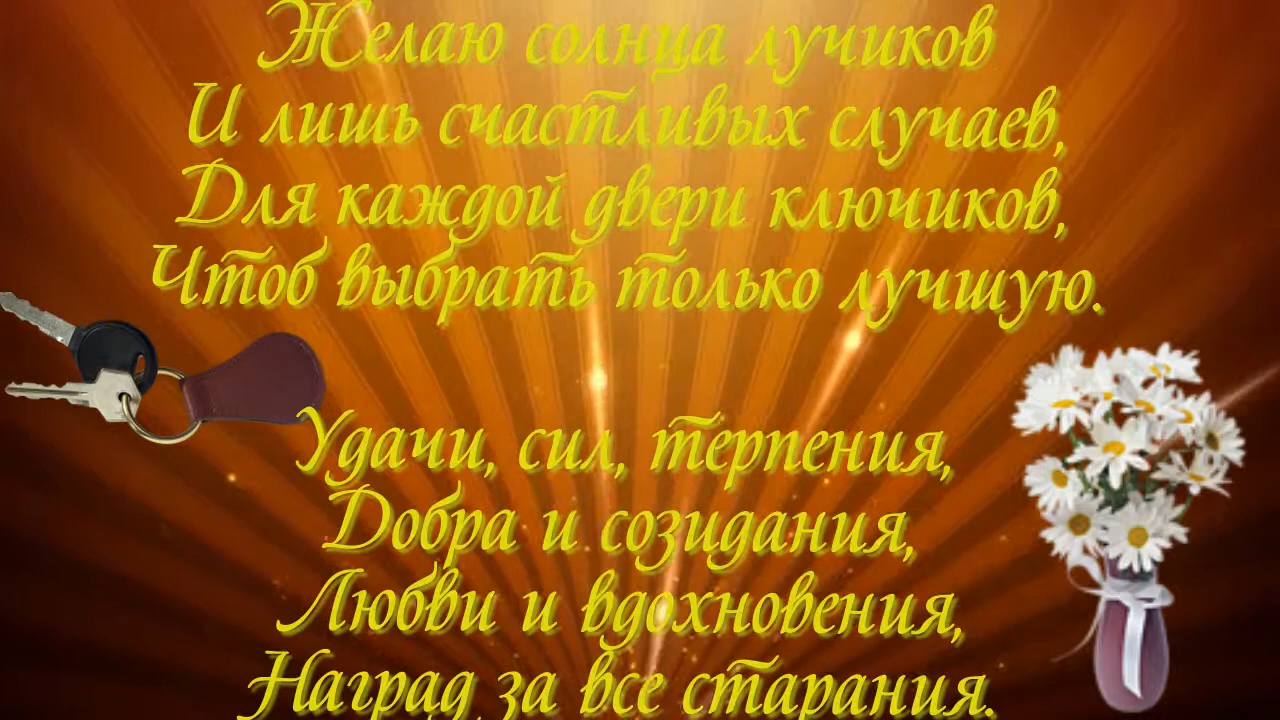 Желаю солнца лучиков
И лишь счастливых случаев,
Для каждой двери ключиков,
Чтоб выбрать только лучшую.
Удачи, сил, терпения,
Добра и созидания,
Любви и вдохновения,
Наград за все старания.